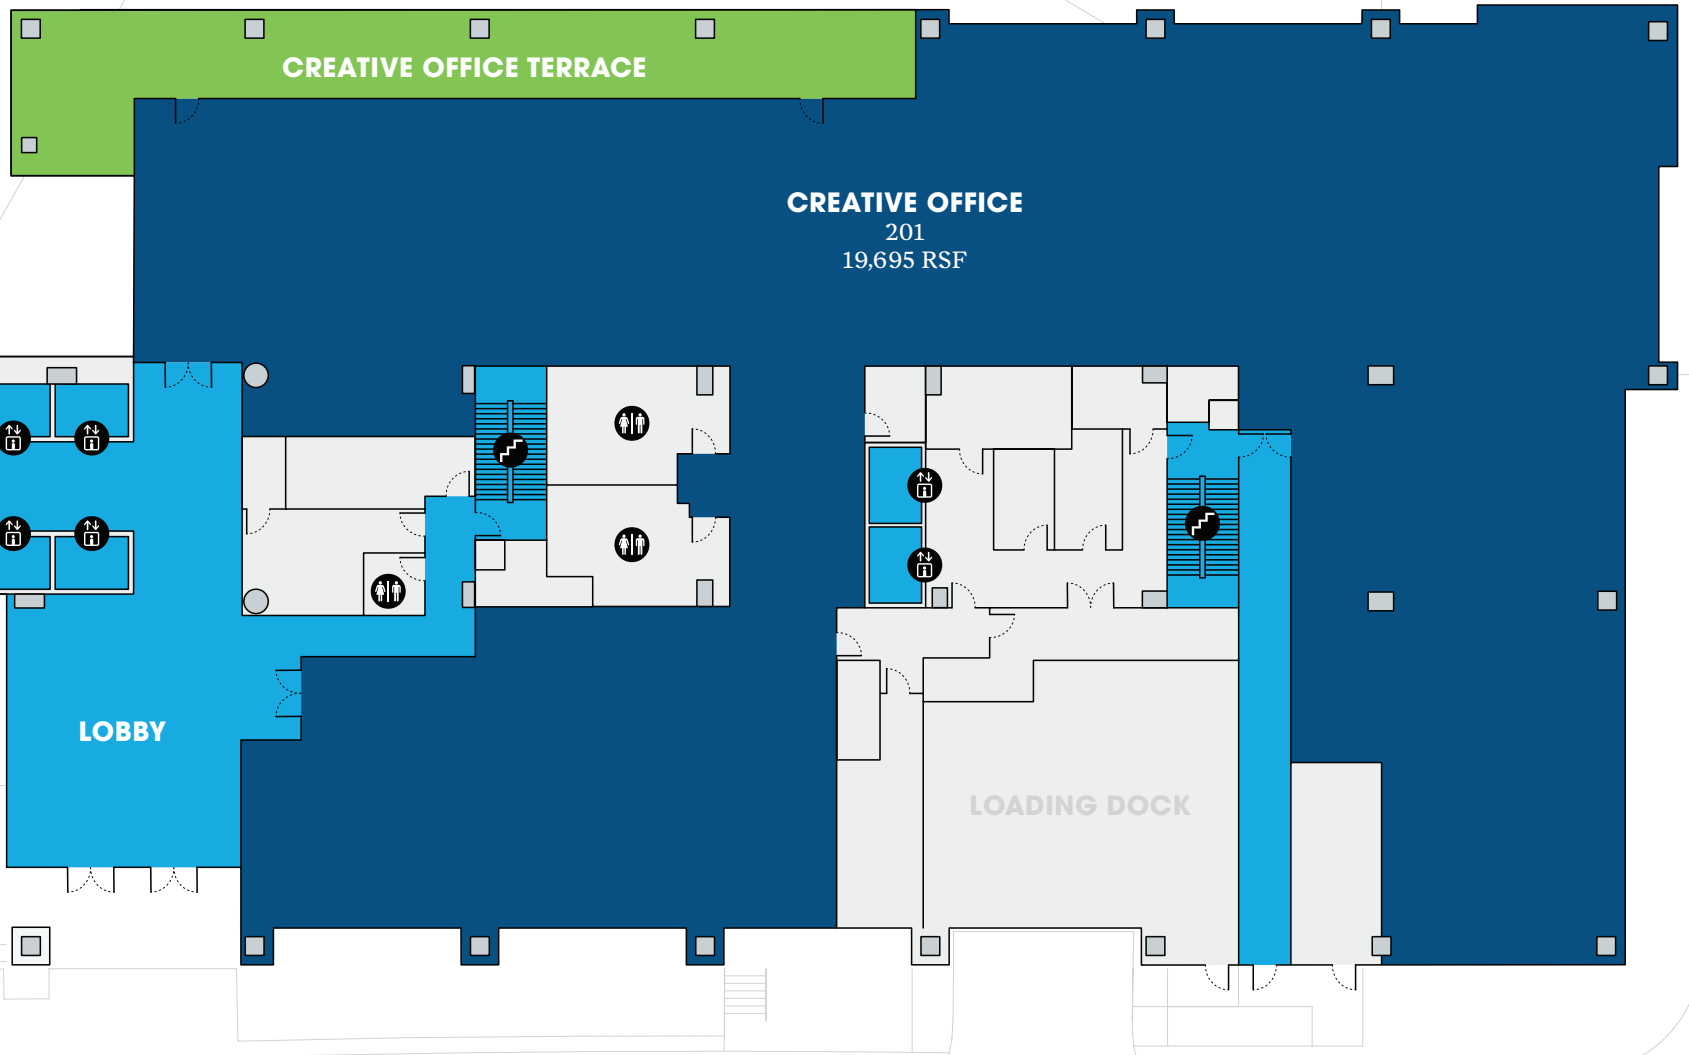 CREATIVE OFFICE TERRACE
CREATIVE OFFICE
201
19,695 RSF
LOBBY
LOADING DOCK